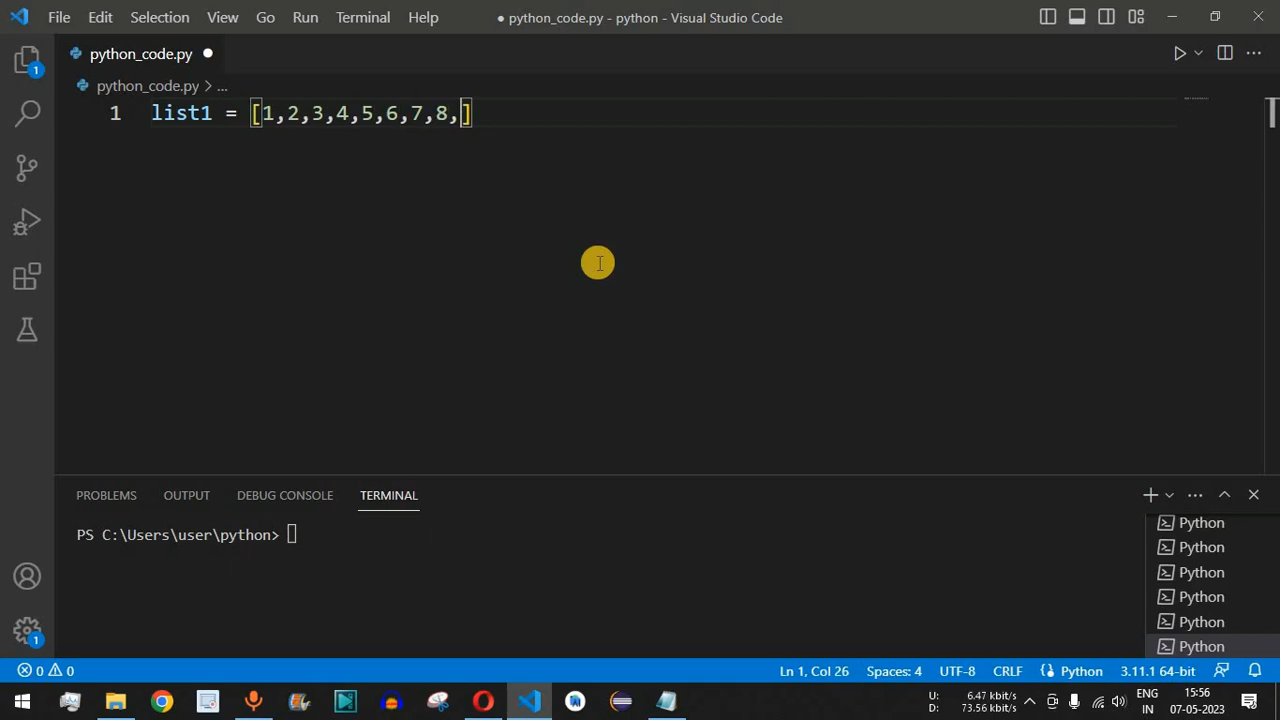 File Edit Selection View Go Run Terminal Help
● python_code.py - python - Visual Studio Code
python_code.py ●
python_code.py > ...
1 list1 = [1,2,3,4,5,6,7,8,]
PROBLEMS OUTPUT DEBUG CONSOLE TERMINAL
PS C:\Users\user\python>
Python
Python
Python
Python
Python
Python
1
1
0 0
Ln 1, Col 26 Spaces: 4 UTF-8 CRLF Python 3.11.1 64-bit
U: 6.47 kbit/s
D: 73.56 kbit/s
ENG
IN
15:56
07-05-2023